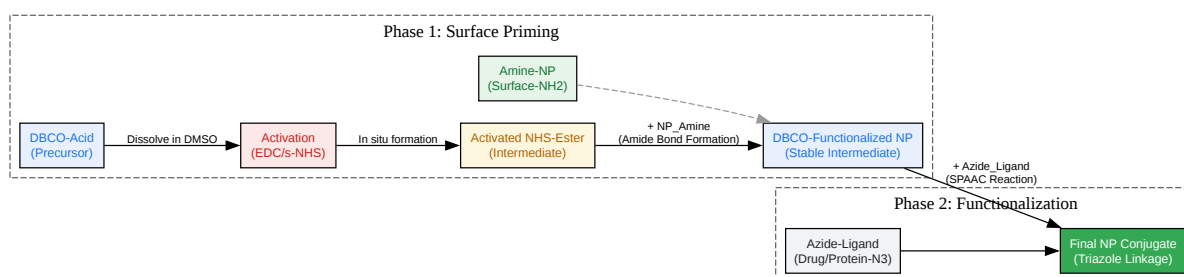 Phase 1: Surface Priming
Amine-NP
(Surface-NH2)
DBCO-Acid
(Precursor)
Dissolve in DMSO
Activation
(EDC/s-NHS)
In situ formation
Activated NHS-Ester
(Intermediate)
+ NP_Amine
(Amide Bond Formation)
DBCO-Functionalized NP
(Stable Intermediate)
+ Azide_Ligand
(SPAAC Reaction)
Phase 2: Functionalization
Azide-Ligand
(Drug/Protein-N3)
Final NP Conjugate
(Triazole Linkage)